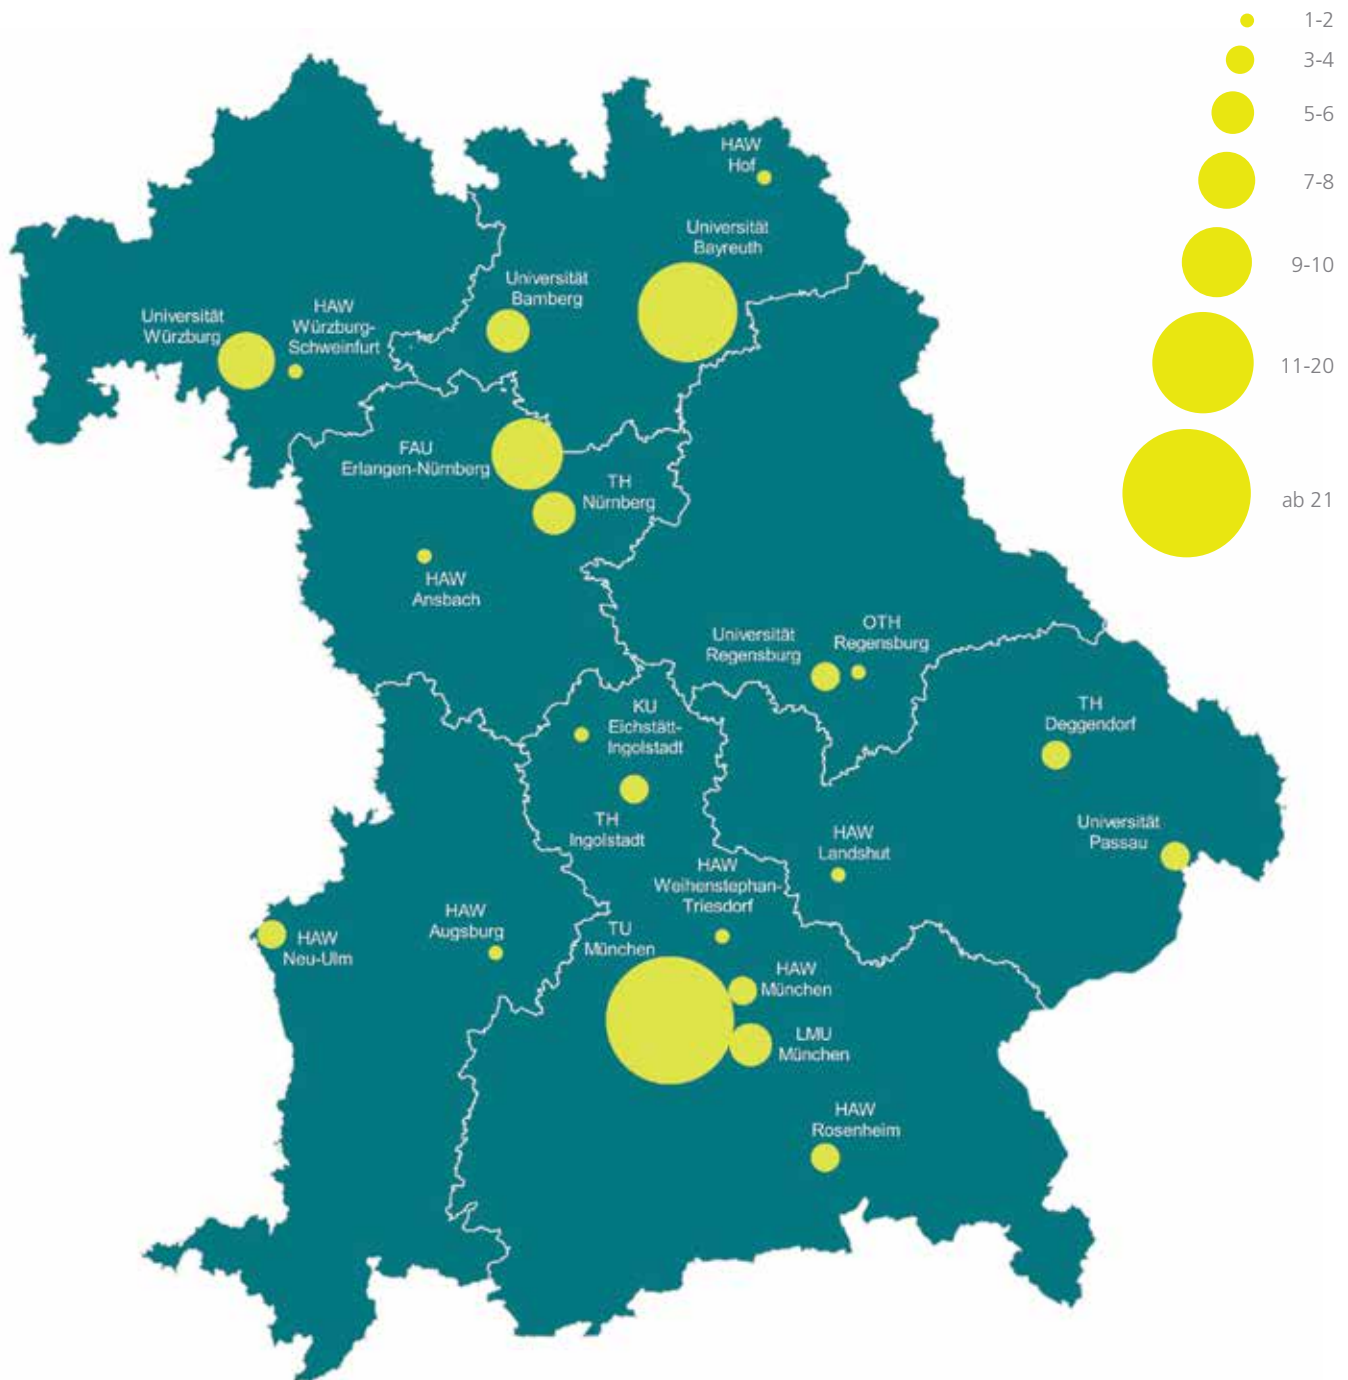 1-2
3-4
5-6
7-8
9-10
11-20
ab 21
HAW
Hof
Universität
Bayreuth
Universität
Bamberg
HAW
Würzburg-
Schweinfurt
Universität
Würzburg
FAU
Erlangen-Nürnberg
TH
Nürnberg
HAW
Ansbach
Universität
Regensburg
OTH
Regensburg
KU
Eichstätt-
Ingolstadt
TH
Deggendorf
TH
Ingolstadt
Universität
Passau
HAW
Landshut
HAW
Weihenstephan-
Triesdorf
HAW
Augsburg
TU
München
HAW
Neu-Ulm
HAW
München
LMU
München
HAW
Rosenheim